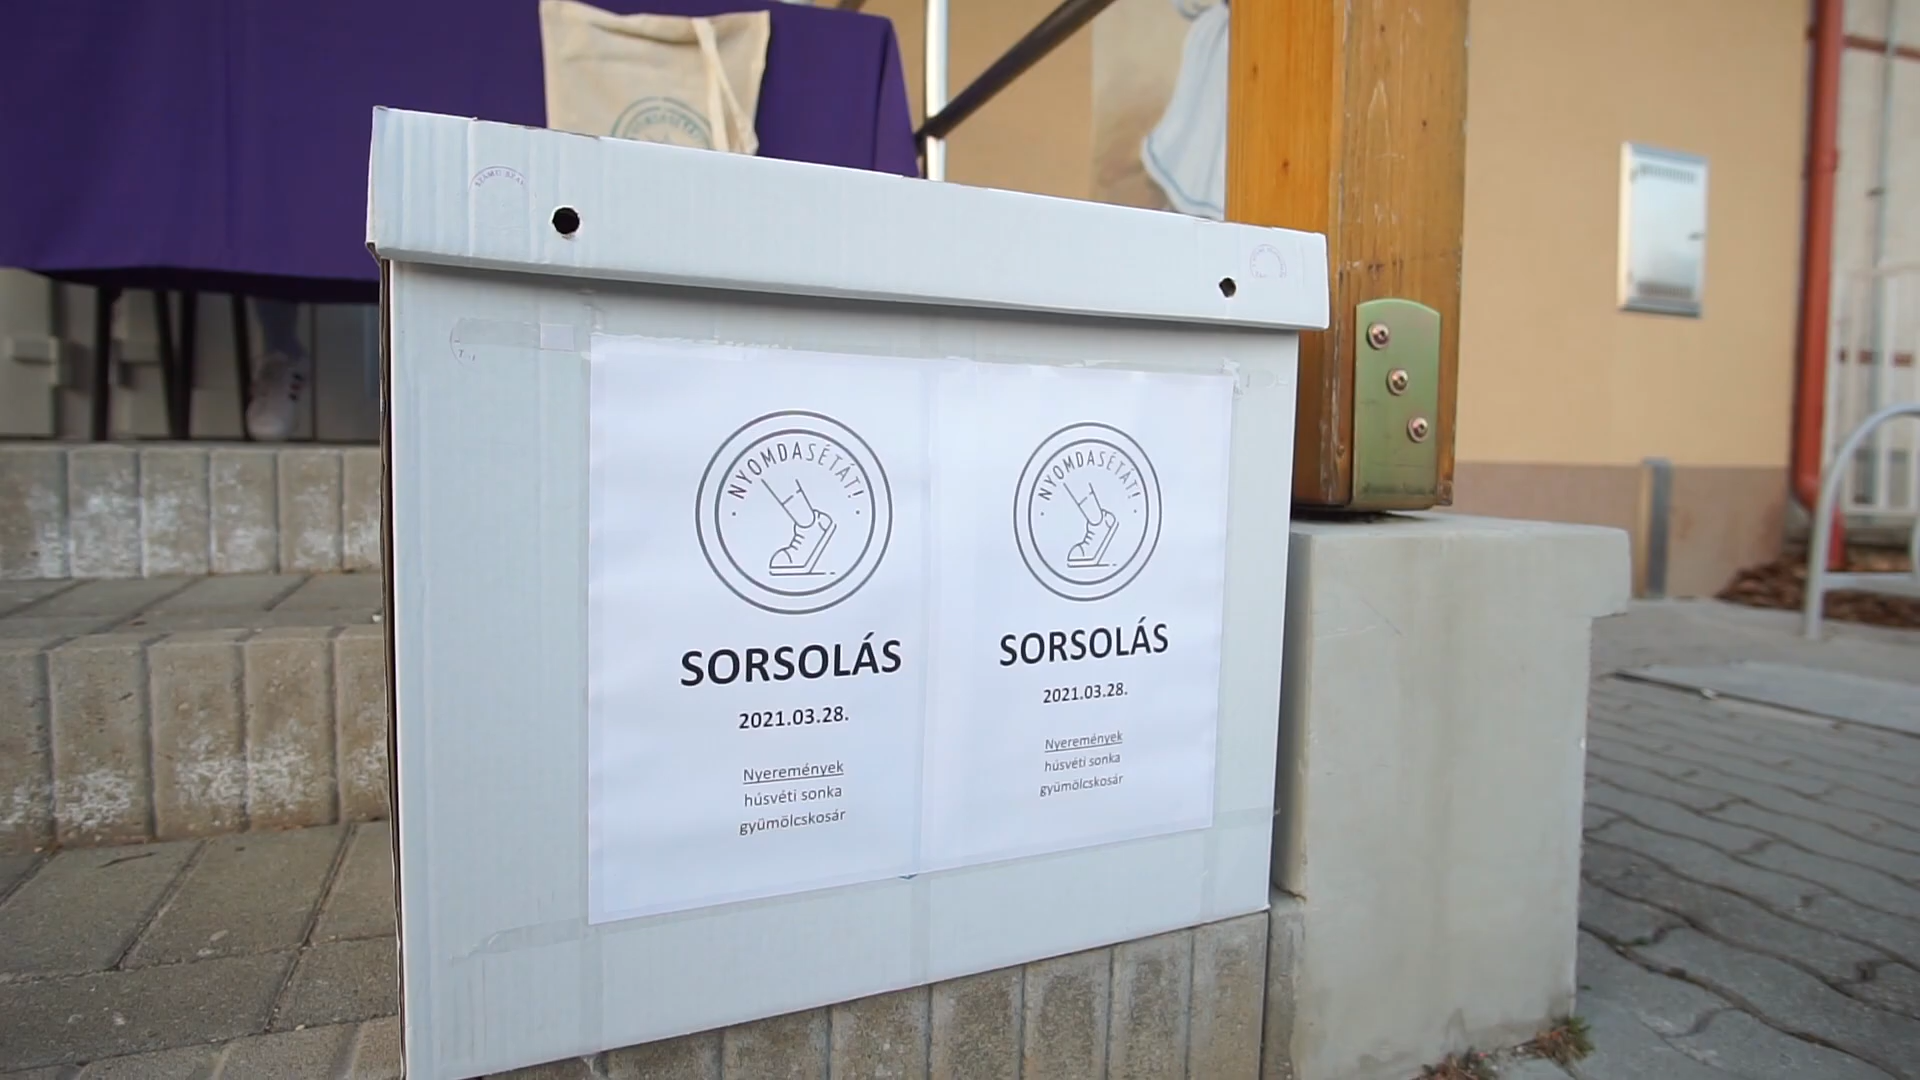 NYOMDASÉTÁT!
SORSOLÁS
2021.03.28.
Nyeremények
húsvéti sonka
gyümölcskosár
NYOMDASÉTÁT!
SORSOLÁS
2021.03.28.
Nyeremények
húsvéti sonka
gyümölcskosár